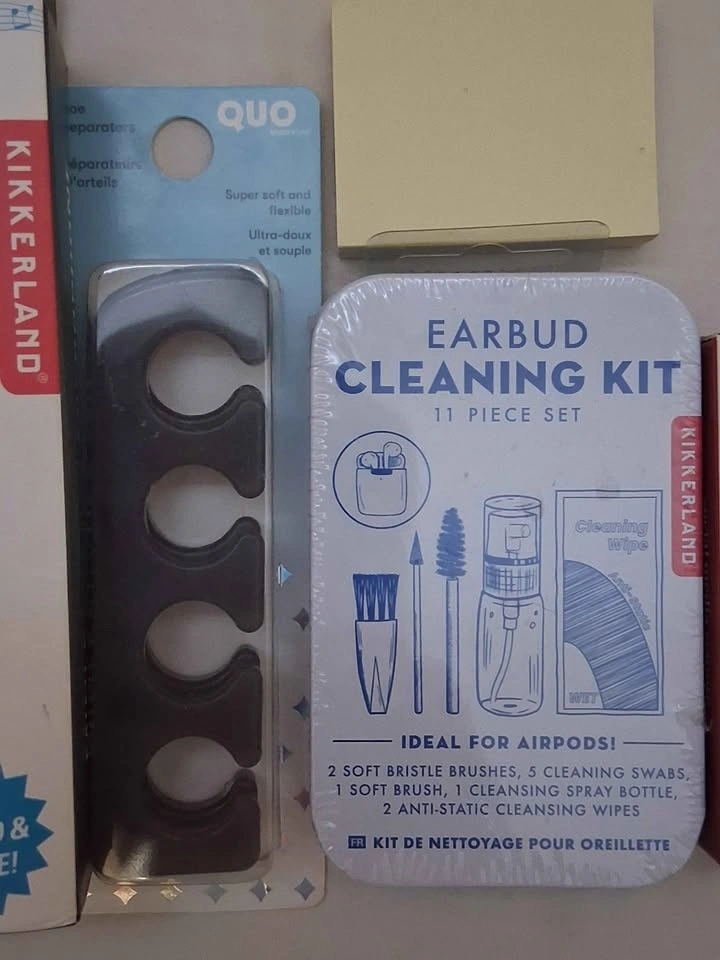 KIKKERLAND®
&
E!
QUO
Super soft and
flexible
Ultra-doux
et souple
EARBUD
CLEANING KIT
11 PIECE SET
KIKKERLAND
Cleaning
Wipe
Anti-Static
WET
IDEAL FOR AIRPODS!
2 SOFT BRISTLE BRUSHES, 5 CLEANING SWABS,
1 SOFT BRUSH, 1 CLEANSING SPRAY BOTTLE,
2 ANTI-STATIC CLEANSING WIPES
FR KIT DE NETTOYAGE POUR OREILLETTE